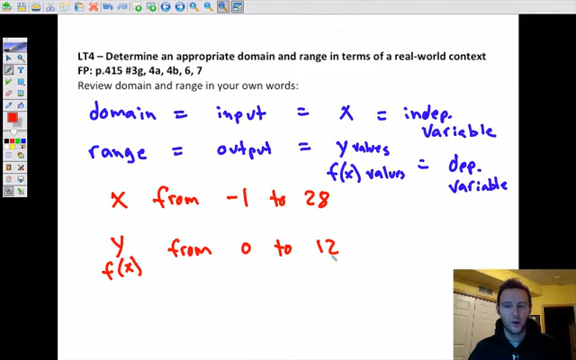 LT4 – Determine an appropriate domain and range in terms of a real-world context
FP: p.415 #3g, 4a, 4b, 6, 7
Review domain and range in your own words:
domain = input = x = indep. variable
range = output = y values f(x) values = dep. variable
x from -1 to 28
y from 0 to 12
f(x)